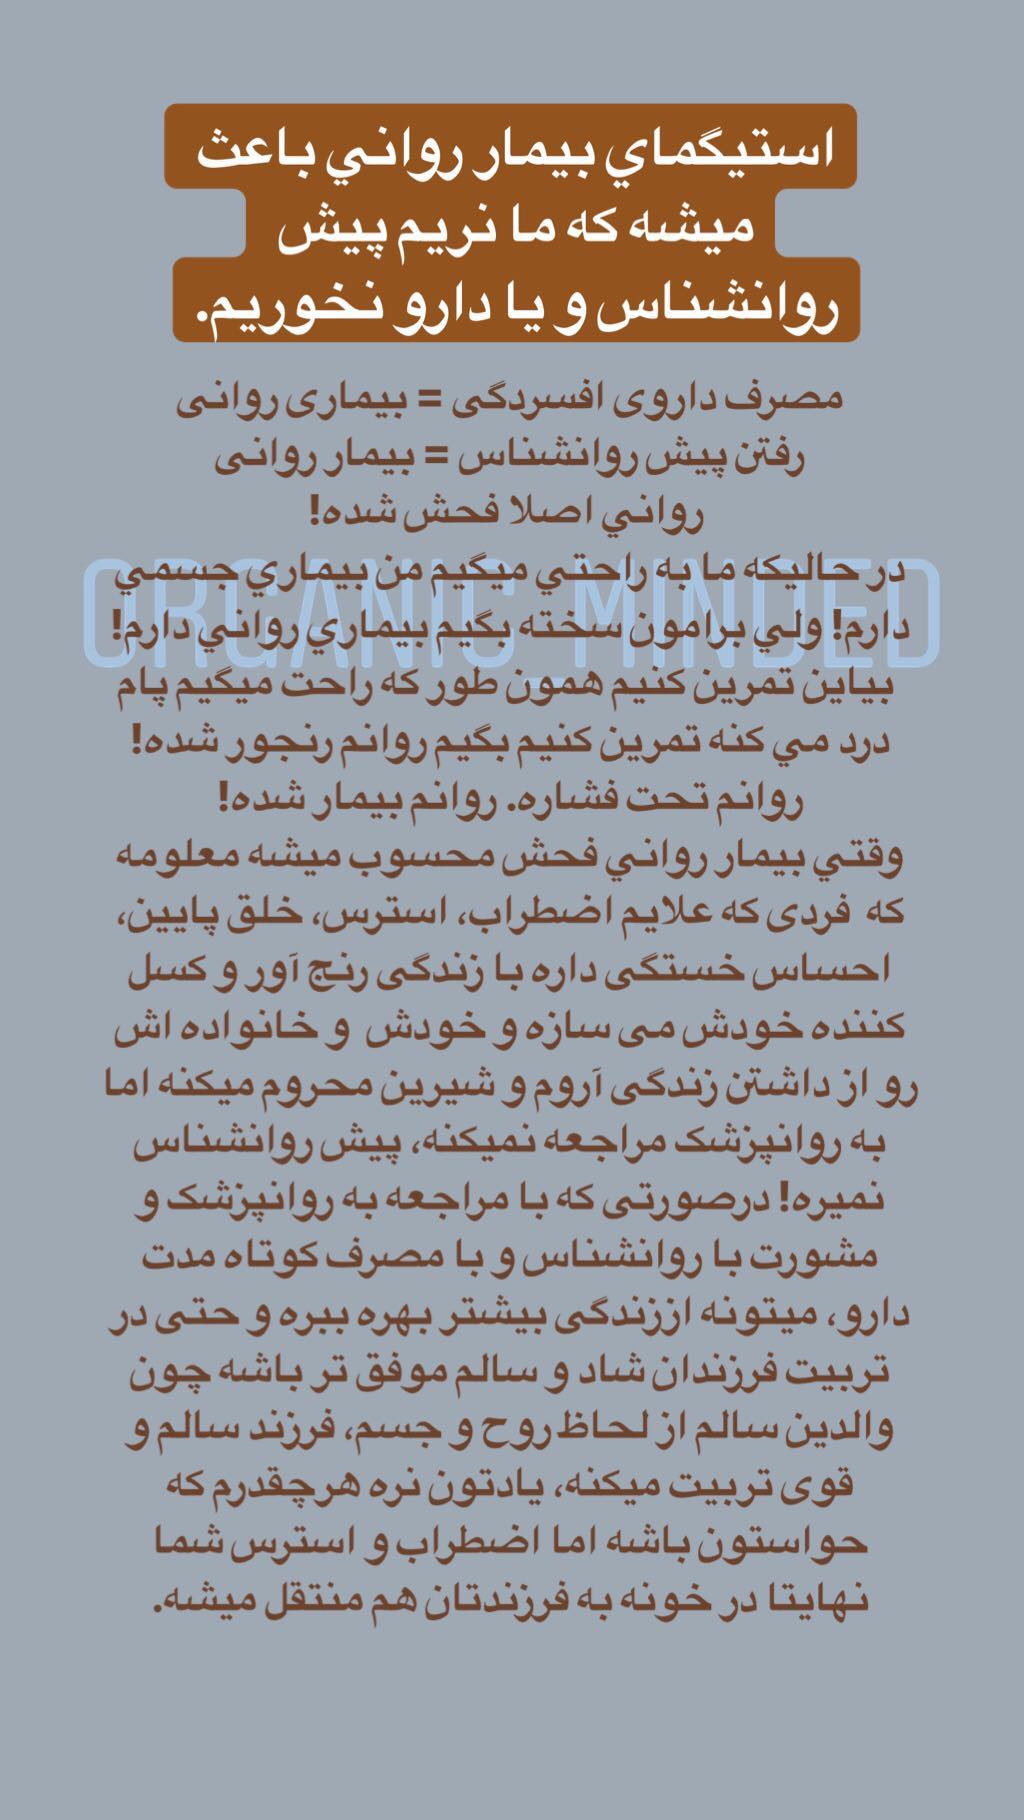 استيگماي بيمار رواني باعث
ميشه كه ما نريم پيش
روانشناس و يا دارو نخوريم.
مصرف داروی افسردگی = بیماری روانی
رفتن پیش روانشناس = بیمار روانی
رواني اصلا فحش شده!
در حاليكه ما به راحتي ميگيم من بيماري جسمي
دارم! ولي برامون سخته بگيم بيماري رواني دارم!
ORGANIC_MINDED
بياين تمرين كنيم همون طور كه راحت ميگيم پام
درد مي كنه تمرين كنيم بگيم روانم رنجور شده!
روانم تحت فشاره. روانم بيمار شده!
وقتي بيمار رواني فحش محسوب ميشه معلومه
که فردی که علایم اضطراب، استرس، خلق پایین،
احساس خستگی داره با زندگی رنج آور و کسل
کننده خودش می سازه و خودش و خانواده اش
رو از داشتن زندگی آروم و شیرین محروم میکنه اما
به روانپزشک مراجعه نمیکنه، پیش روانشناس
نمیره! درصورتی که با مراجعه به روانپزشک و
مشورت با روانشناس و با مصرف کوتاه مدت
دارو، میتونه اززندگی بیشتر بهره ببره و حتی در
تربیت فرزندان شاد و سالم موفق تر باشه چون
والدین سالم از لحاظ روح و جسم، فرزند سالم و
قوی تربیت میکنه، یادتون نره هرچقدرم که
حواستون باشه اما اضطراب و استرس شما
نهایتا در خونه به فرزندتان هم منتقل میشه.